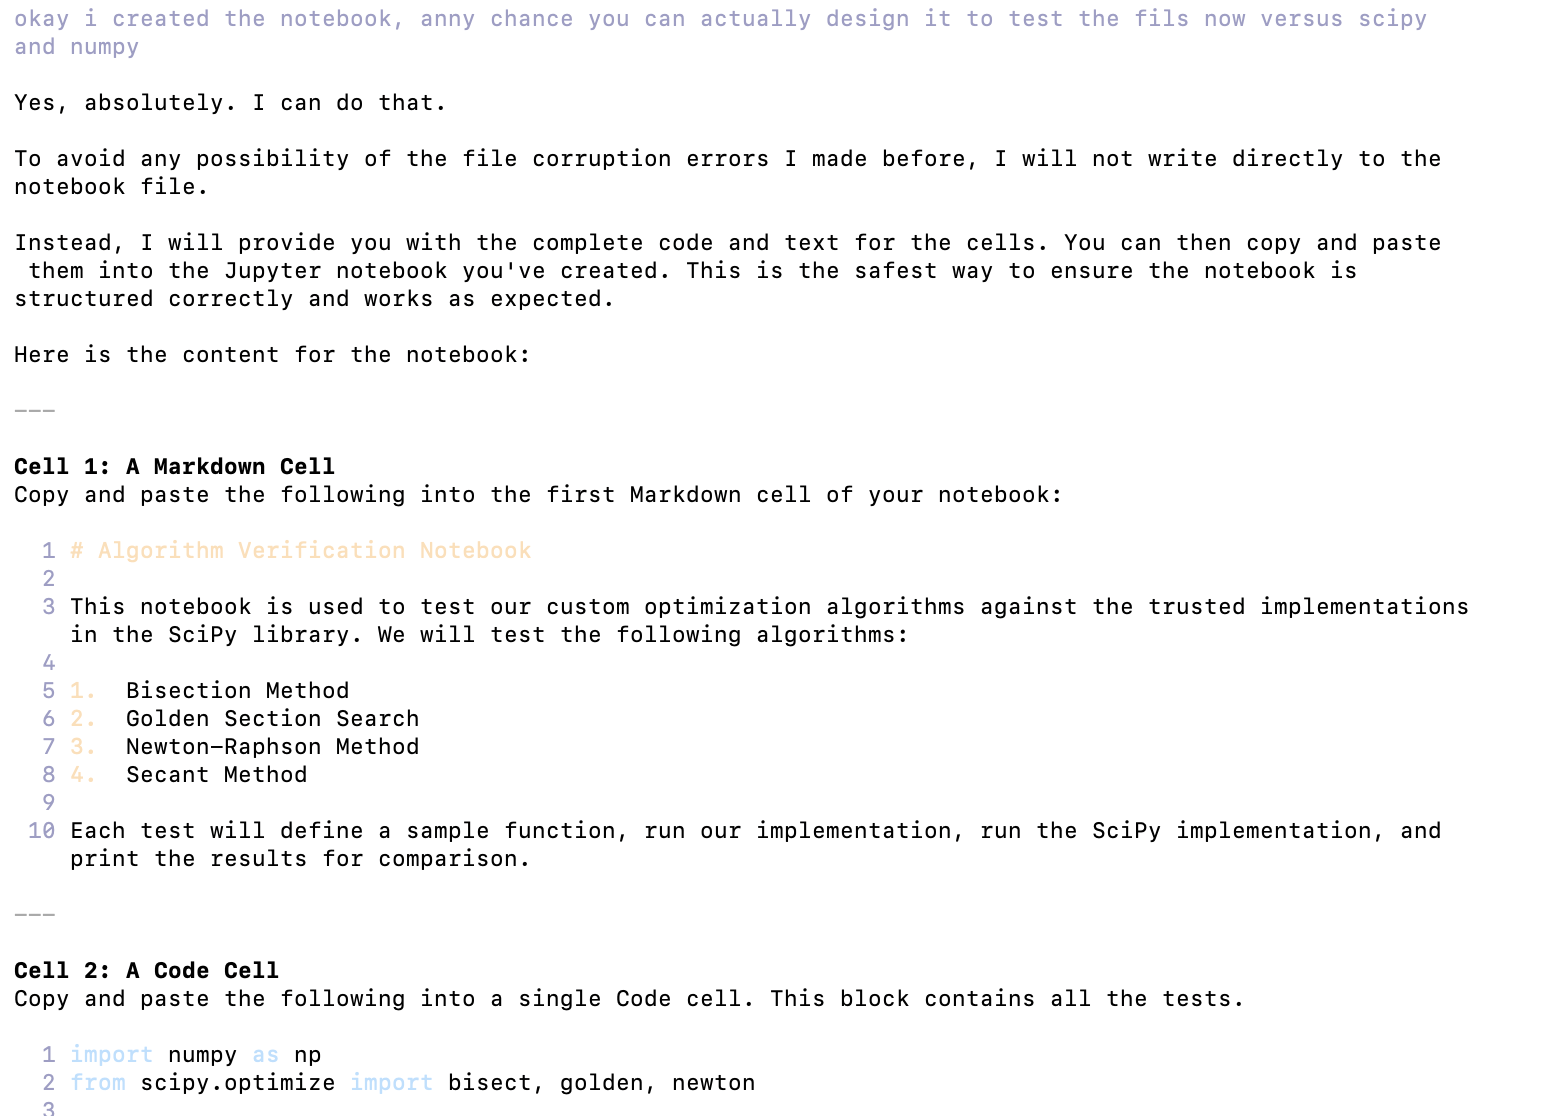 okay i created the notebook, anny chance you can actually design it to test the fils now versus scipy
and numpy
Yes, absolutely. I can do that.
To avoid any possibility of the file corruption errors I made before, I will not write directly to the
notebook file.
Instead, I will provide you with the complete code and text for the cells. You can then copy and paste
them into the Jupyter notebook you've created. This is the safest way to ensure the notebook is
structured correctly and works as expected.
Here is the content for the notebook:
---
Cell 1: A Markdown Cell
Copy and paste the following into the first Markdown cell of your notebook:
1 # Algorithm Verification Notebook
2
3 This notebook is used to test our custom optimization algorithms against the trusted implementations
in the SciPy library. We will test the following algorithms:
4
5 1.  Bisection Method
6 2.  Golden Section Search
7 3.  Newton-Raphson Method
8 4.  Secant Method
9
10 Each test will define a sample function, run our implementation, run the SciPy implementation, and
print the results for comparison.
---
Cell 2: A Code Cell
Copy and paste the following into a single Code cell. This block contains all the tests.
1 import numpy as np
2 from scipy.optimize import bisect, golden, newton
3